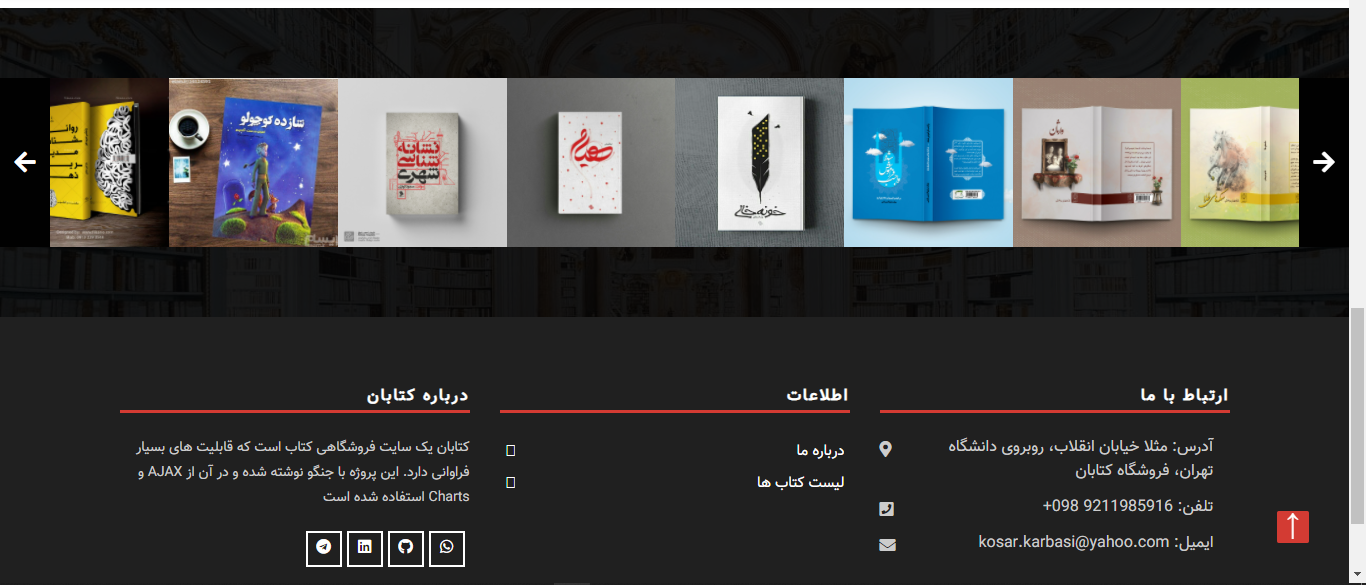 شازده کوچولو
نشانه
شناسی
شهری
ارتباط با ما
آدرس: مثلا خیابان انقلاب، روبروی دانشگاه
تهران، فروشگاه کتابان
تلفن: 9211985916 098+
ایمیل: kosar.karbasi@yahoo.com
اطلاعات
درباره ما
لیست کتاب ها
درباره کتابان
کتابان یک سایت فروشگاهی کتاب است که قابلیت های بسیار
فراوانی دارد. این پروژه با جنگو نوشته شده و در آن از AJAX و
Charts استفاده شده است